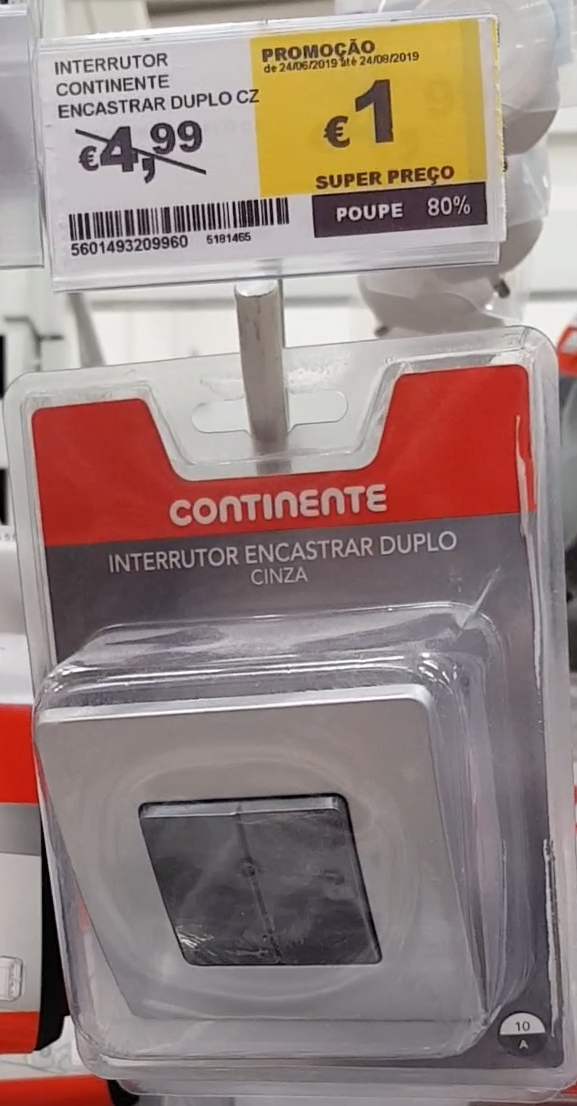 INTERRUTOR
CONTINENTE
ENCASTRAR DUPLO CZ
€4,99
PROMOÇÃO
de 24/06/2019 até 24/08/2019
€1
SUPER PREÇO
POUPE 80%
5601493209960 5181465
CONTINENTE
INTERRUTOR ENCASTRAR DUPLO
CINZA
10
A